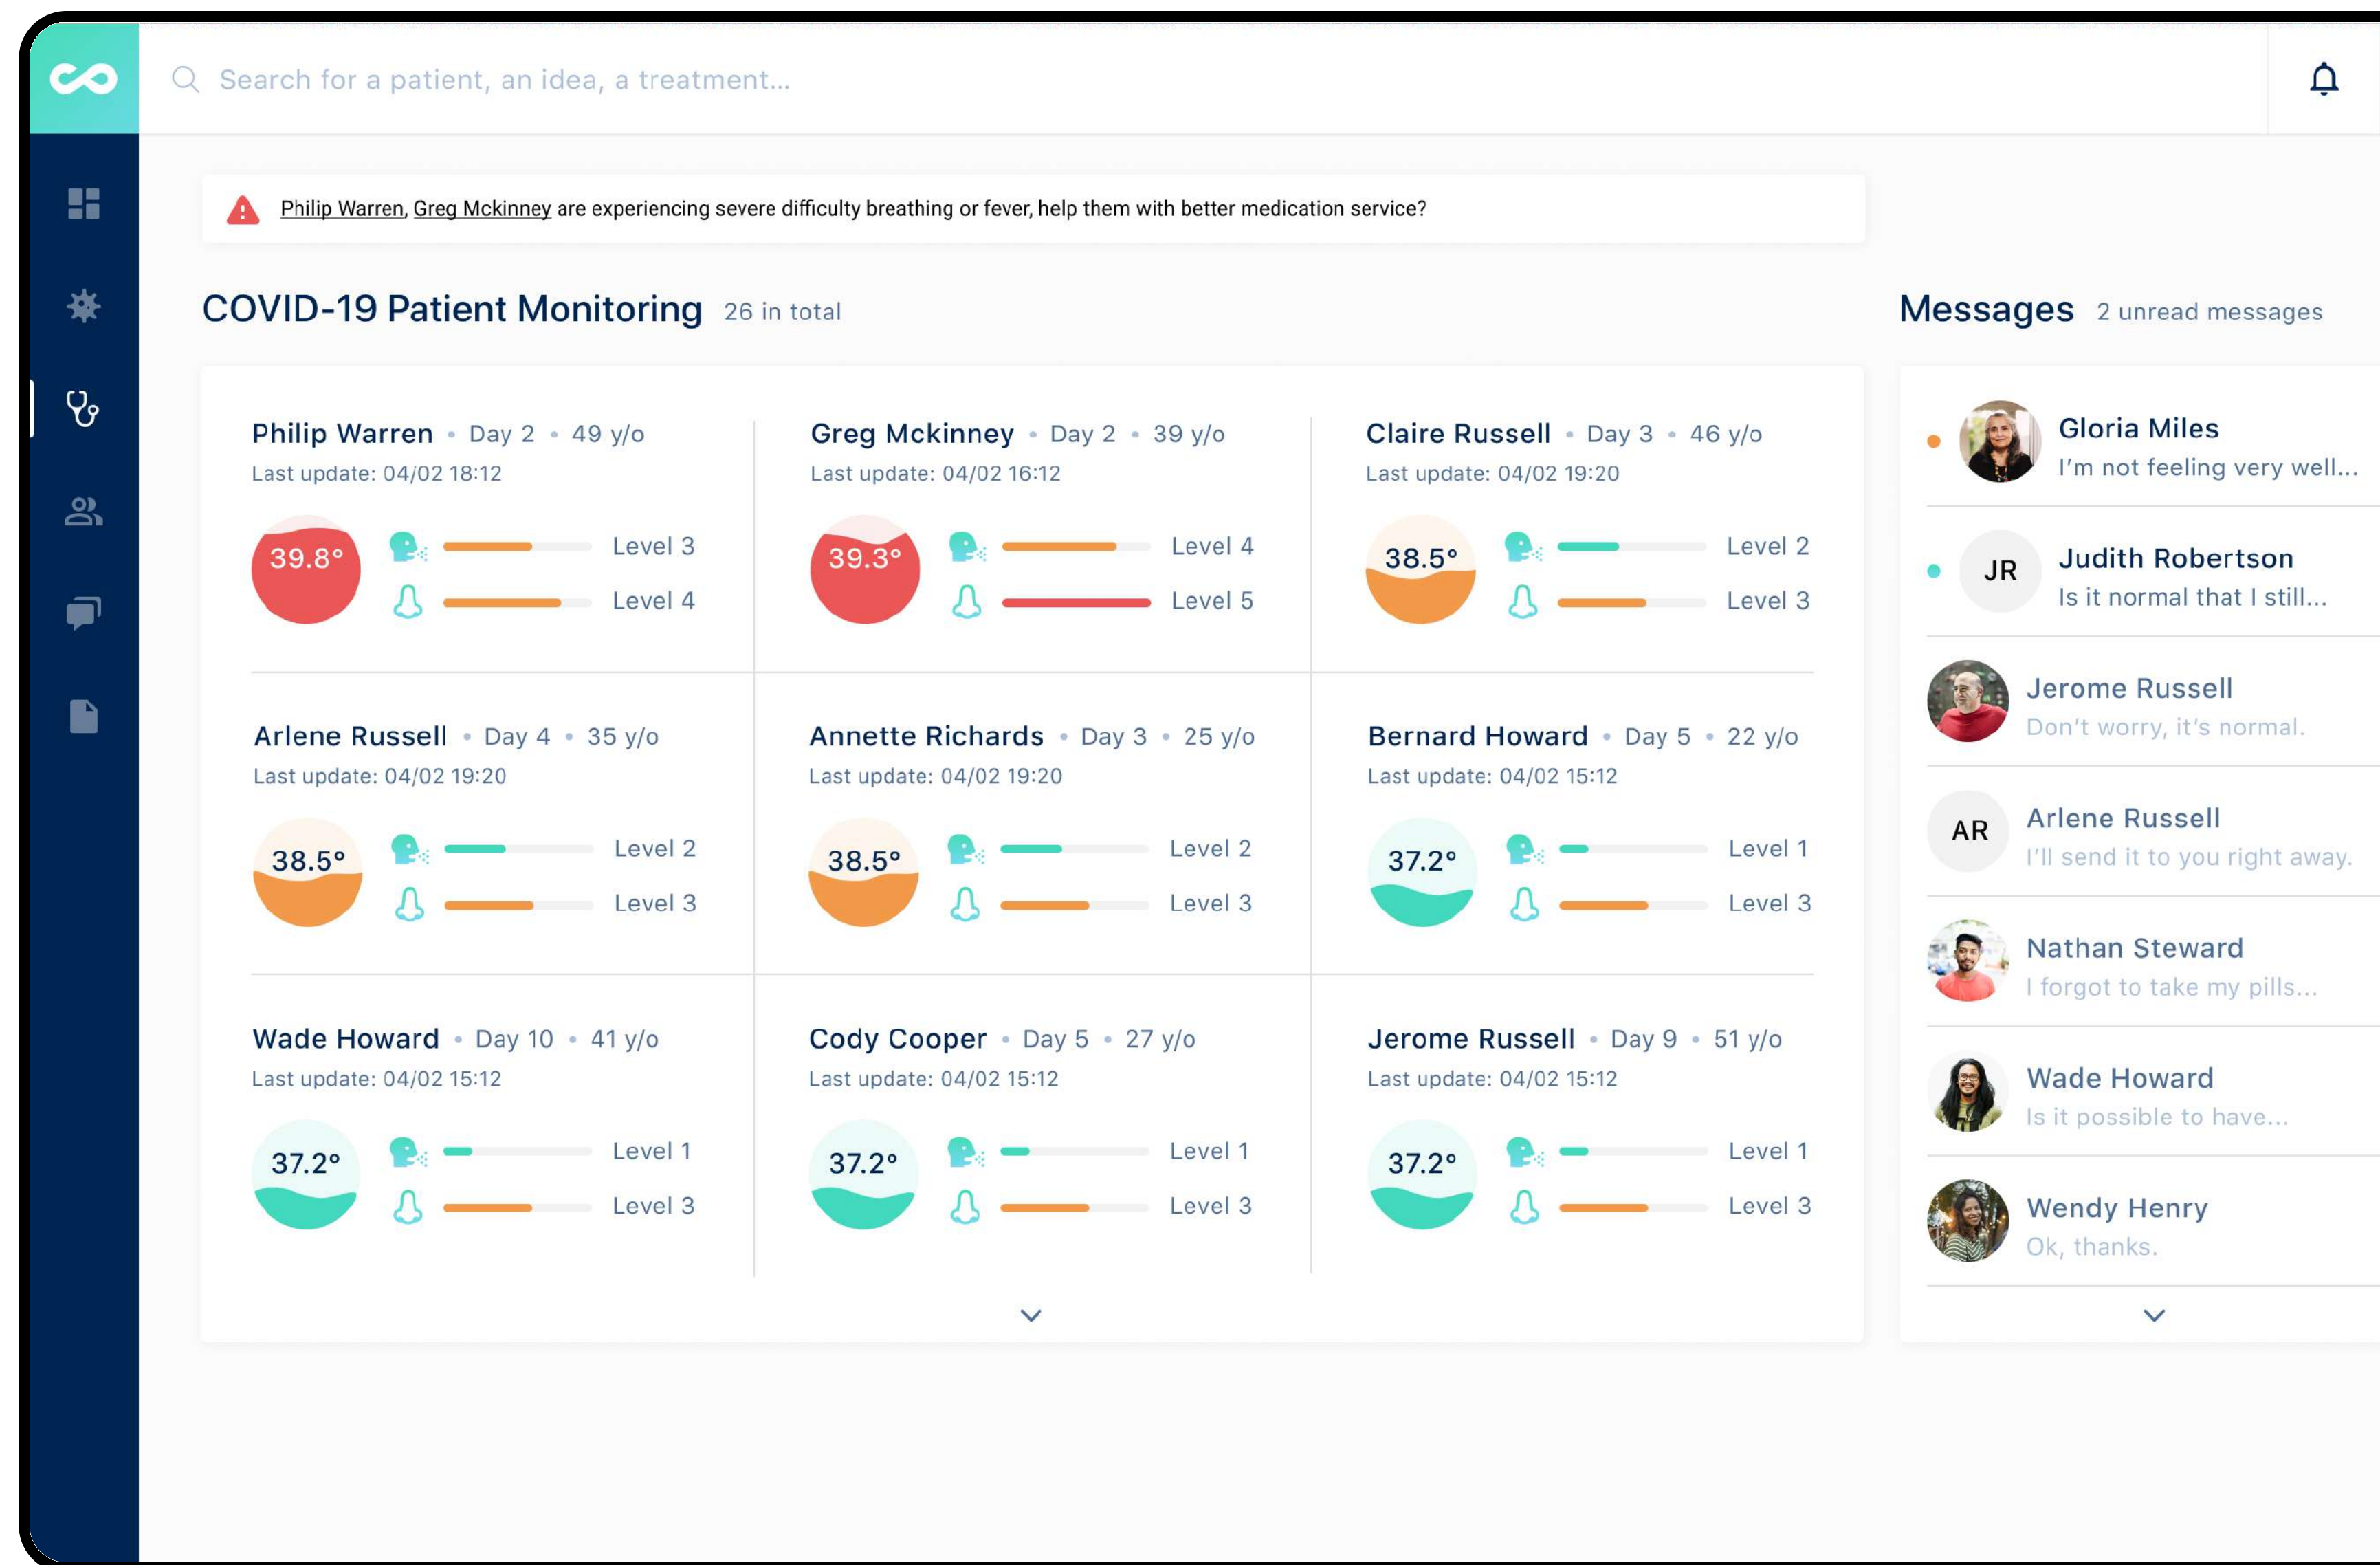 Search for a patient, an idea, a treatment...
Philip Warren, Greg Mckinney are experiencing severe difficulty breathing or fever, help them with better medication service?
COVID-19 Patient Monitoring 26 in total
Philip Warren • Day 2 • 49 y/o
Last update: 04/02 18:12
39.8°
Level 3
Level 4
Greg Mckinney • Day 2 • 39 y/o
Last update: 04/02 16:12
39.3°
Level 4
Level 5
Claire Russell • Day 3 • 46 y/o
Last update: 04/02 19:20
38.5°
Level 2
Level 3
Arlene Russell • Day 4 • 35 y/o
Last update: 04/02 19:20
38.5°
Level 2
Level 3
Annette Richards • Day 3 • 25 y/o
Last update: 04/02 19:20
38.5°
Level 2
Level 3
Bernard Howard • Day 5 • 22 y/o
Last update: 04/02 15:12
37.2°
Level 1
Level 3
Wade Howard • Day 10 • 41 y/o
Last update: 04/02 15:12
37.2°
Level 1
Level 3
Cody Cooper • Day 5 • 27 y/o
Last update: 04/02 15:12
37.2°
Level 1
Level 3
Jerome Russell • Day 9 • 51 y/o
Last update: 04/02 15:12
37.2°
Level 1
Level 3
Messages 2 unread messages
Gloria Miles
I'm not feeling very well...
JR
Judith Robertson
Is it normal that I still...
Jerome Russell
Don't worry, it's normal.
AR
Arlene Russell
I'll send it to you right away.
Nathan Steward
I forgot to take my pills...
Wade Howard
Is it possible to have...
Wendy Henry
Ok, thanks.